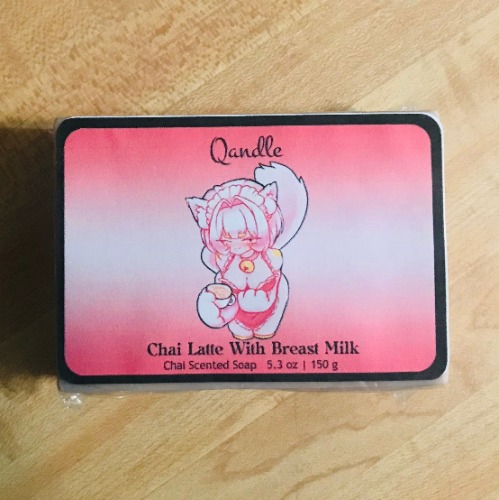 Qandle
Chai Latte With Breast Milk
Chai Scented Soap 5.3 oz | 150 g